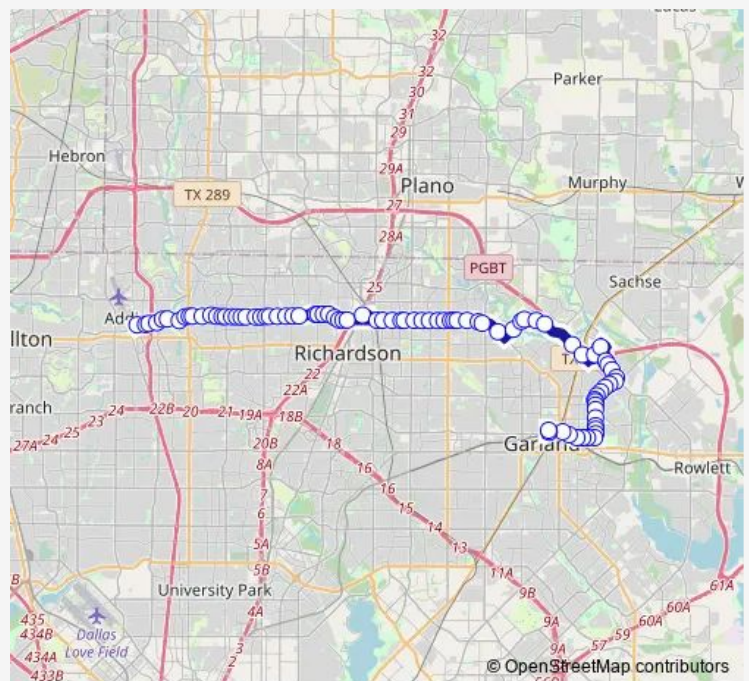 Lucas
32
32
Parker
30
31
29
Hebron
29A
Plano
Murphy
W
TX 289
27
28A
PGBT
25
Sachse
Add
llton
Richardson
TX
22
22A
ranch
24
22B
20
21
19A
18B
27A
24
25
23
20B
18
Garland
8A
16
Rowlett
7
16
6
15
14
5A
13
5B
11A
61A
B
University Park
9B
60A
4A
60A
435
9A
59
434B
Dallas
Love Field
3
57
434A
2
9A
433B
© OpenStreetMap contributors